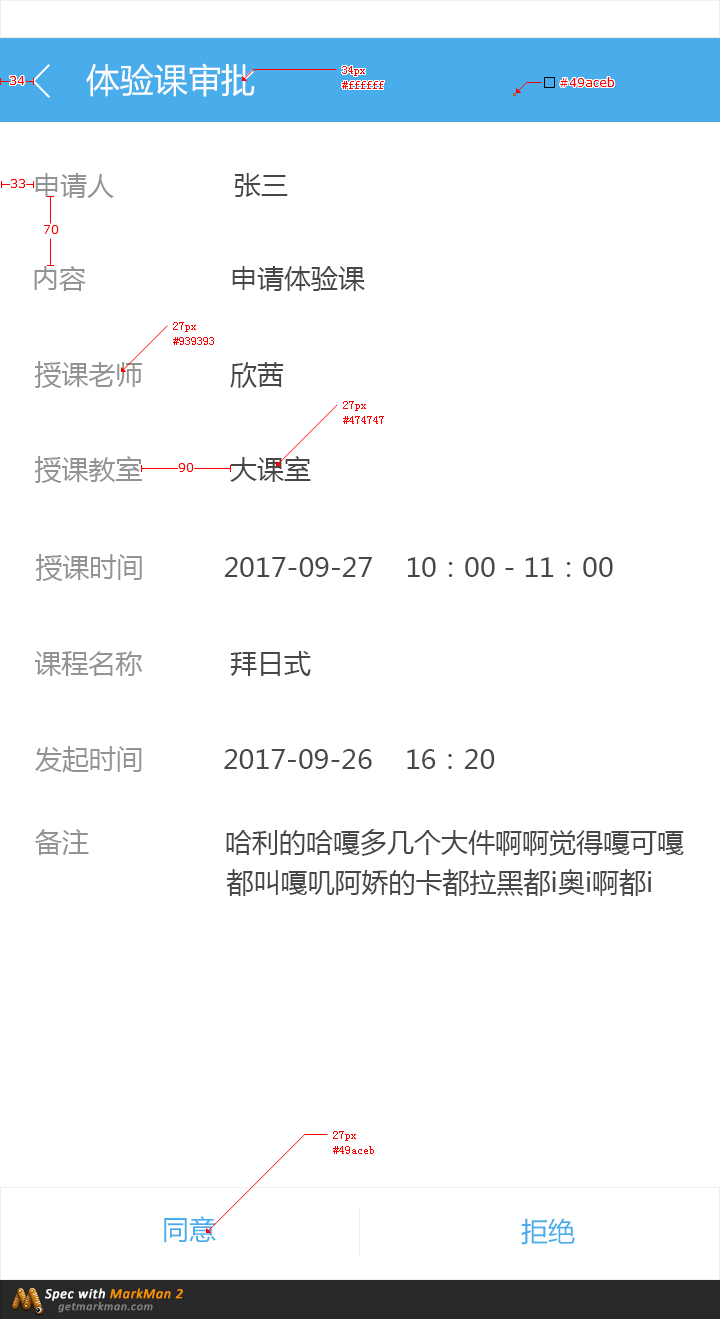 34 体验课审批 34px #ffffff #49aceb
33 申请人 张三
70
内容 申请体验课
27px #939393
授课老师 欣茜
27px #474747
授课教室 90 大课室
授课时间 2017-09-27 10：00 - 11：00
课程名称 拜日式
发起时间 2017-09-26 16：20
备注 哈利的哈嘎多几个大件啊啊觉得嘎可嘎
都叫嘎叽阿娇的卡都拉黑都i奥i啊都i
27px #49aceb
同意 拒绝
Spec with MarkMan 2
getmarkman.com